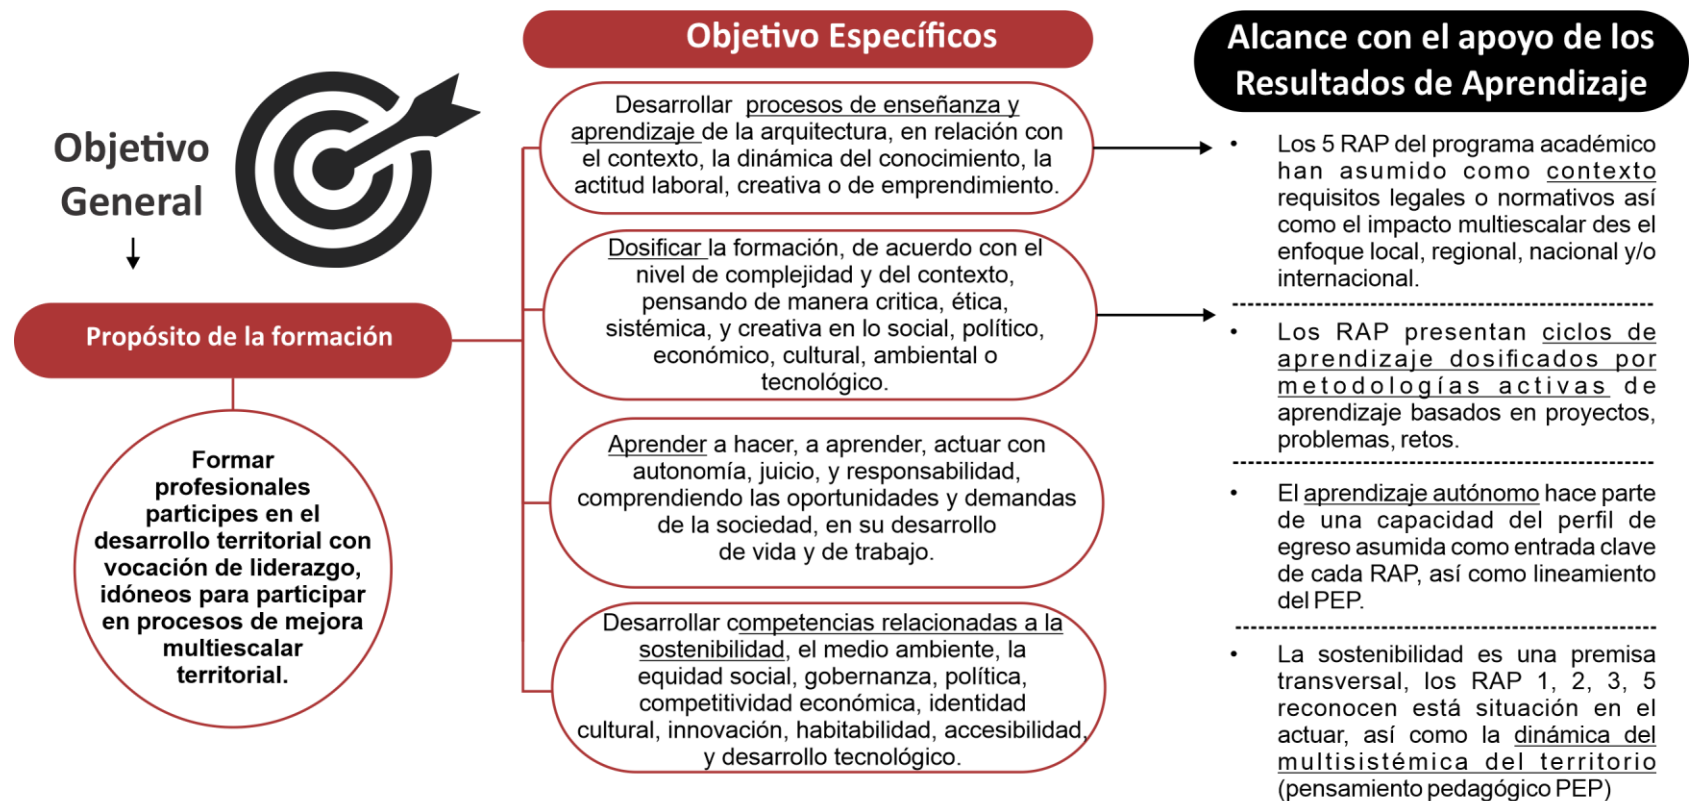 Objetivo
General
Propósito de la formación
Formar
profesionales
participes en el
desarrollo territorial con
vocación de liderazgo,
idóneos para participar
en procesos de mejora
multiescalar
territorial.
Objetivo Específicos
Desarrollar procesos de enseñanza y
aprendizaje de la arquitectura, en relación con
el contexto, la dinámica del conocimiento, la
actitud laboral, creativa o de emprendimiento.
Dosificar la formación, de acuerdo con el
nivel de complejidad y del contexto,
pensando de manera critica, ética,
sistémica, y creativa en lo social, político,
económico, cultural, ambiental o
tecnológico.
Aprender a hacer, a aprender, actuar con
autonomía, juicio, y responsabilidad,
comprendiendo las oportunidades y demandas
de la sociedad, en su desarrollo
de vida y de trabajo.
Desarrollar competencias relacionadas a la
sostenibilidad, el medio ambiente, la
equidad social, gobernanza, política,
competitividad económica, identidad
cultural, innovación, habitabilidad, accesibilidad,
y desarrollo tecnológico.
Alcance con el apoyo de los
Resultados de Aprendizaje
• Los 5 RAP del programa académico
han asumido como contexto
requisitos legales o normativos así
como el impacto multiescalar des el
enfoque local, regional, nacional y/o
internacional.
• Los RAP presentan ciclos de
aprendizaje dosificados por
metodologías activas de
aprendizaje basados en proyectos,
problemas, retos.
• El aprendizaje autónomo hace parte
de una capacidad del perfil de
egreso asumida como entrada clave
de cada RAP, así como lineamiento
del PEP.
• La sostenibilidad es una premisa
transversal, los RAP 1, 2, 3, 5
reconocen está situación en el
actuar, así como la dinámica del
multisistémica del territorio
(pensamiento pedagógico PEP)